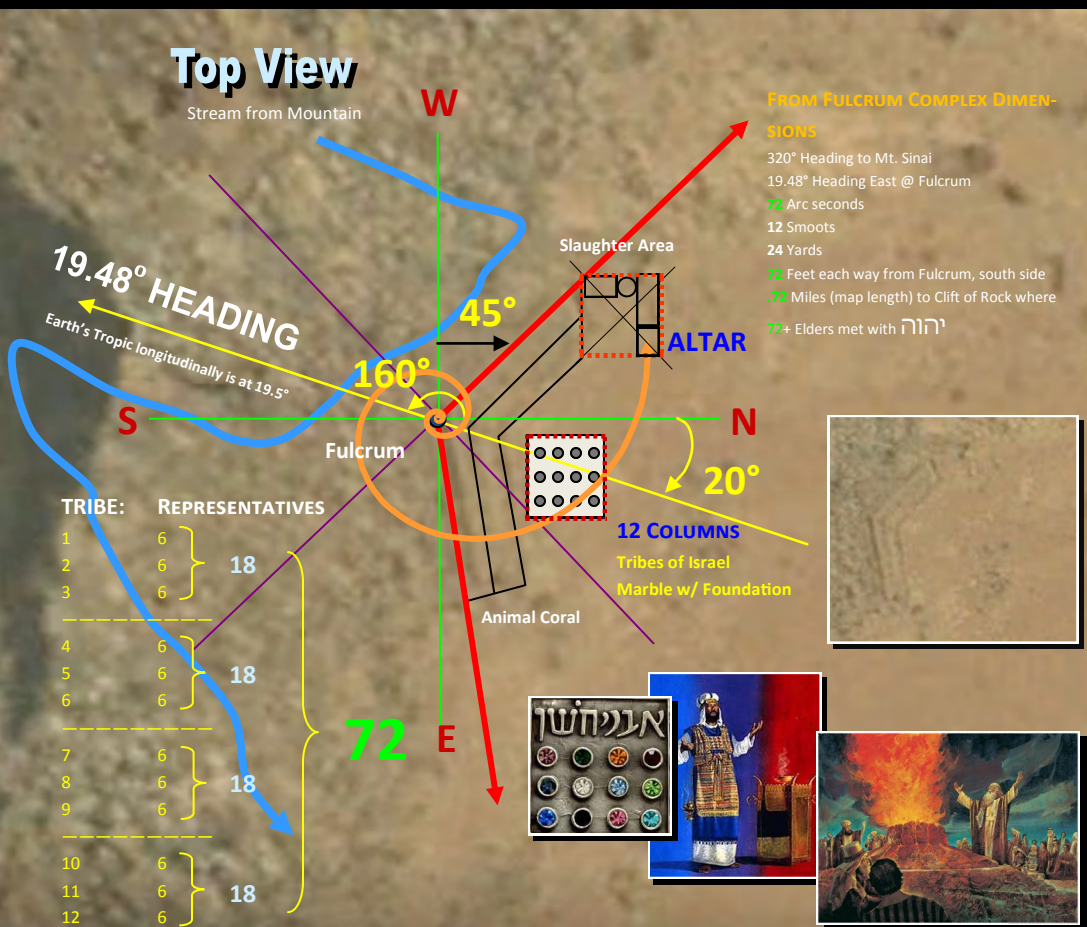 Top View
Stream from Mountain
W
FROM FULCRUM COMPLEX DIMEN-
SIONS
320° Heading to Mt. Sinai
19.48° Heading East @ Fulcrum
72 Arc seconds
12 Smoots
24 Yards
72 Feet each way from Fulcrum, south side
.72 Miles (map length) to Clift of Rock where
72+ Elders met with יהוה
Slaughter Area
19.48° HEADING
Earth's Tropic longitudinally is at 19.5°
45°
ALTAR
160°
S
N
Fulcrum
20°
12 COLUMNS
Tribes of Israel
Marble w/ Foundation
Animal Coral
TRIBE: REPRESENTATIVES
1 6
2 6 18
3 6
4 6
5 6 18
6 6
72
E
7 6
8 6 18
9 6
10 6
11 6 18
12 6
אבני חשן